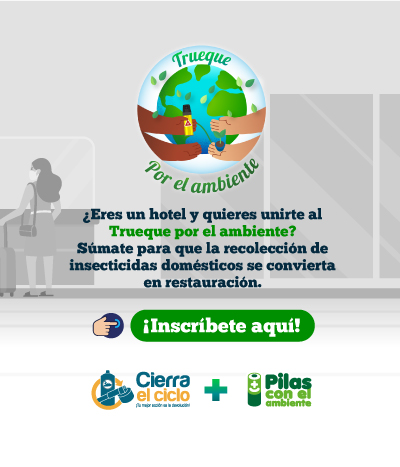 Trueque
Por el ambiente
¿Eres un hotel y quieres unirte al
Trueque por el ambiente?
Súmate para que la recolección de
insecticidas domésticos se convierta
en restauración.
¡Inscríbete aquí!
Cierra
el ciclo
¡Tu mejor acción es la devolución!
+
Pilas
con el
ambiente